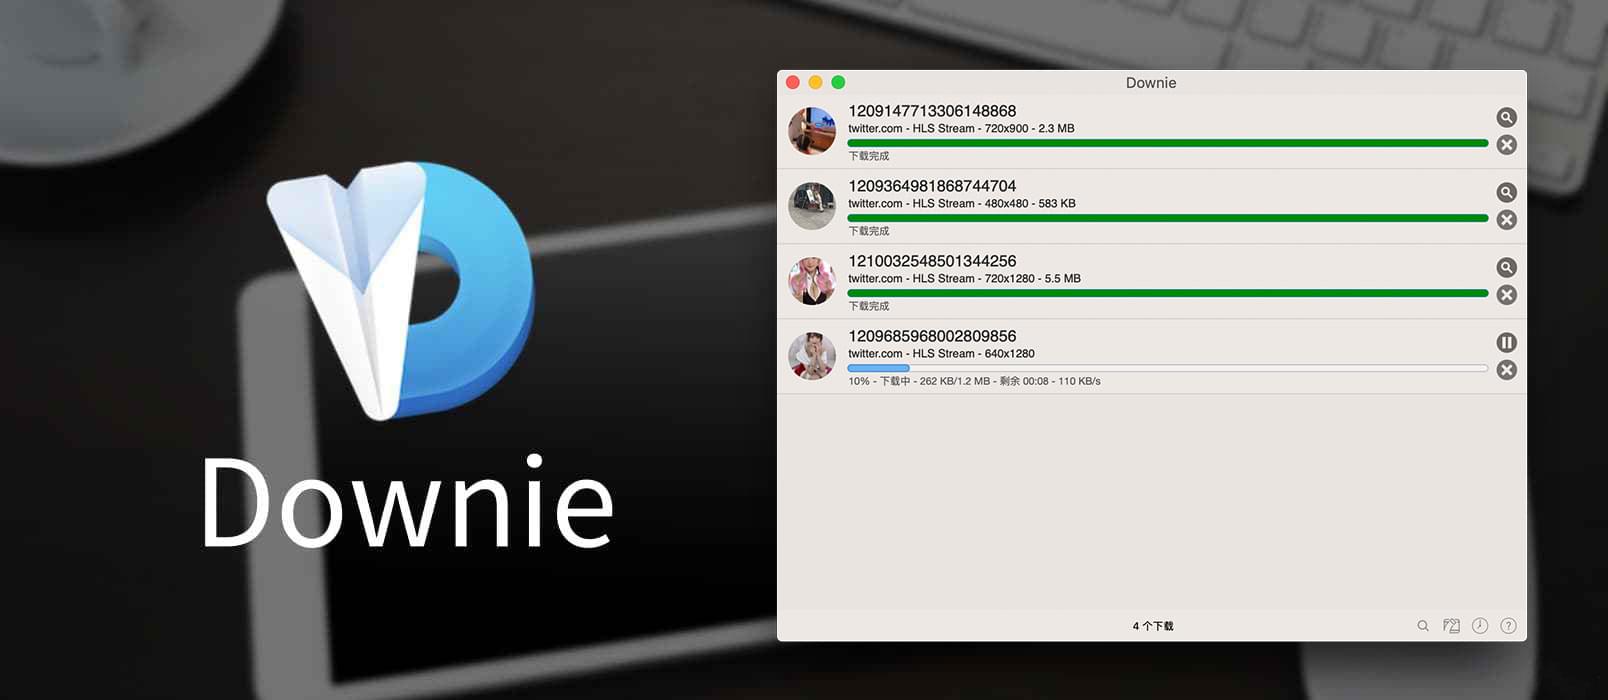 Downie
Downie
1209147713306148868
twitter.com - HLS Stream - 720x900 - 2.3 MB
下载完成
1209364981868744704
twitter.com - HLS Stream - 480x480 - 583 KB
下载完成
1210032548501344256
twitter.com - HLS Stream - 720x1280 - 5.5 MB
下载完成
1209685968002809856
twitter.com - HLS Stream - 640x1280
10% - 下载中 - 262 KB/1.2 MB - 剩余 00:08 - 110 KB/s
4 个下载